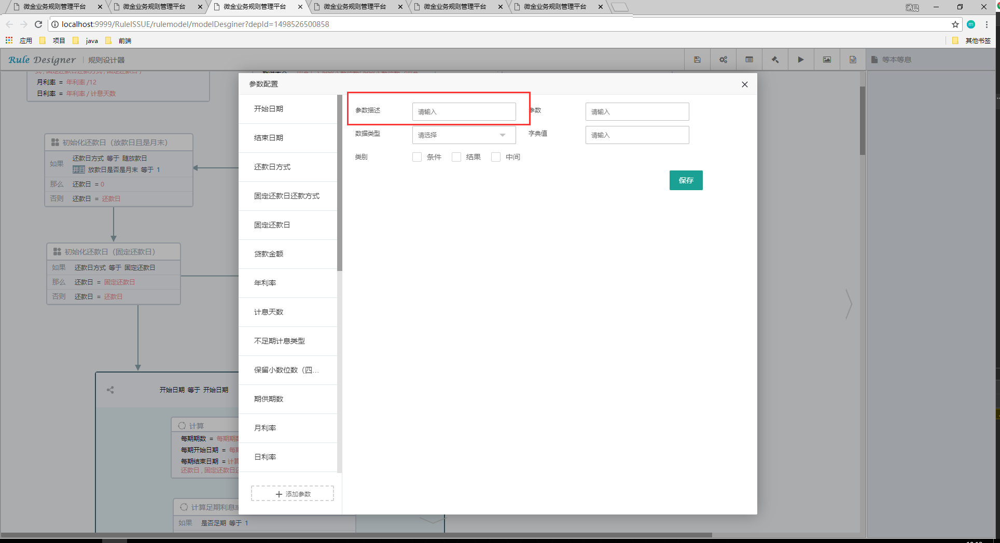 微金业务规则管理平台
微金业务规则管理平台
微金业务规则管理平台
微金业务规则管理平台
微金业务规则管理平台
微金业务规则管理平台
涵晨
localhost:9999/RuleISSUE/rulemodel/modelDesginer?depId=1498526500858
m
应用
项目
java
前端
其他书签
Rule Designer
规则设计器
等本等息
月利率 = 年利率 /12
日利率 = 年利率 / 计息天数
初始化还款日（放款日且是月末）
如果
还款日方式 等于 随放款日
并且 放款日是否是月末 等于 1
那么 还款日 = 0
否则 还款日 = 还款日
初始化还款日（固定还款日）
如果 还款日方式 等于 固定还款日
那么 还款日 = 固定还款日
否则 还款日 = 还款日
开始日期 等于 开始日期
计算
每期期数 = 每期期数
每期开始日期 = 每期
每期结束日期 = 计算
还款日 , 固定还款日还
计算足期利息或
如果 是否足期 等于 1
参数配置
开始日期
结束日期
还款日方式
固定还款日还款方式
固定还款日
贷款金额
年利率
计息天数
不足期计息类型
保留小数位数（四...
期供期数
月利率
日利率
添加参数
参数描述 请输入
参数 请输入
数据类型 请选择
字典值 请输入
类别 条件 结果 中间
保存